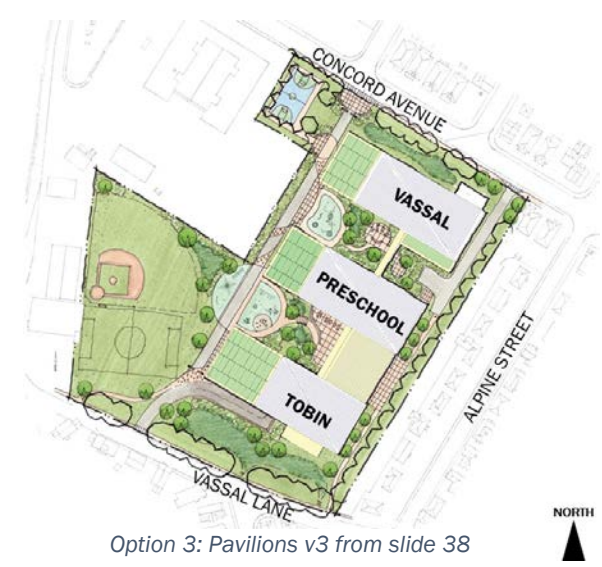 CONCORD AVENUE
VASSAL
PRESCHOOL
TOBIN
ALPINE STREET
VASSAL LANE
NORTH
Option 3: Pavilions v3 from slide 38